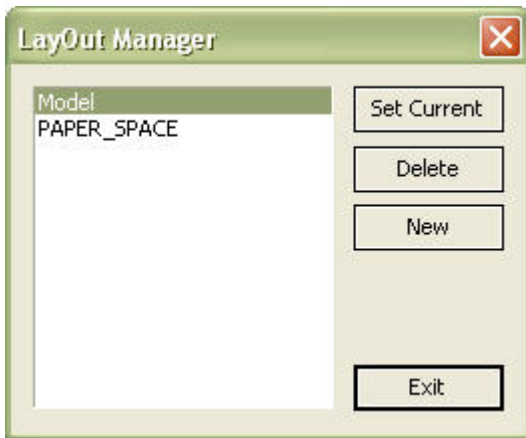 LayOut Manager
Model
PAPER_SPACE
Set Current
Delete
New
Exit